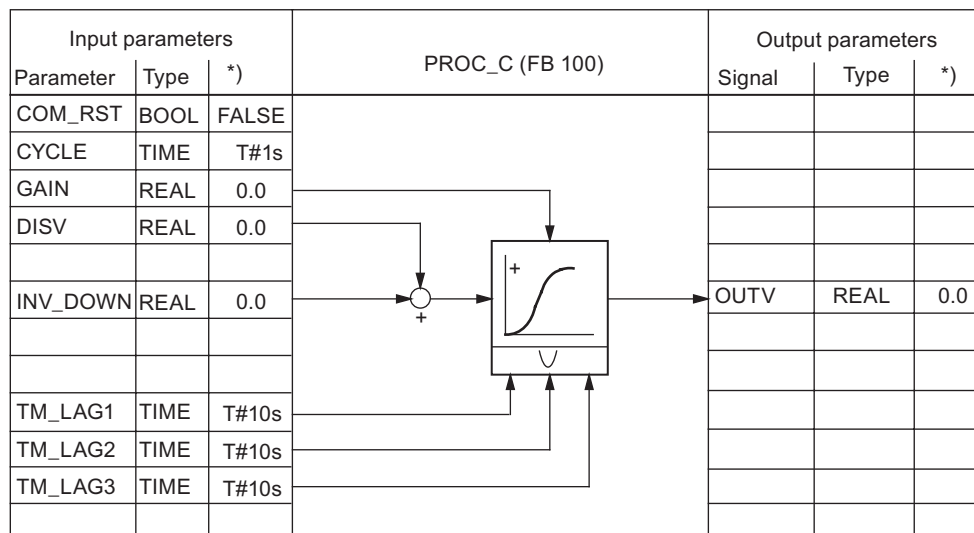 Input parameters PROC_C (FB 100) Output parameters
Parameter Type *) Signal Type *)
COM_RST BOOL FALSE
CYCLE TIME T#1s
GAIN REAL 0.0
DISV REAL 0.0
+
INV_DOWN REAL 0.0 OUTV REAL 0.0
+
TM_LAG1 TIME T#10s
TM_LAG2 TIME T#10s
TM_LAG3 TIME T#10s